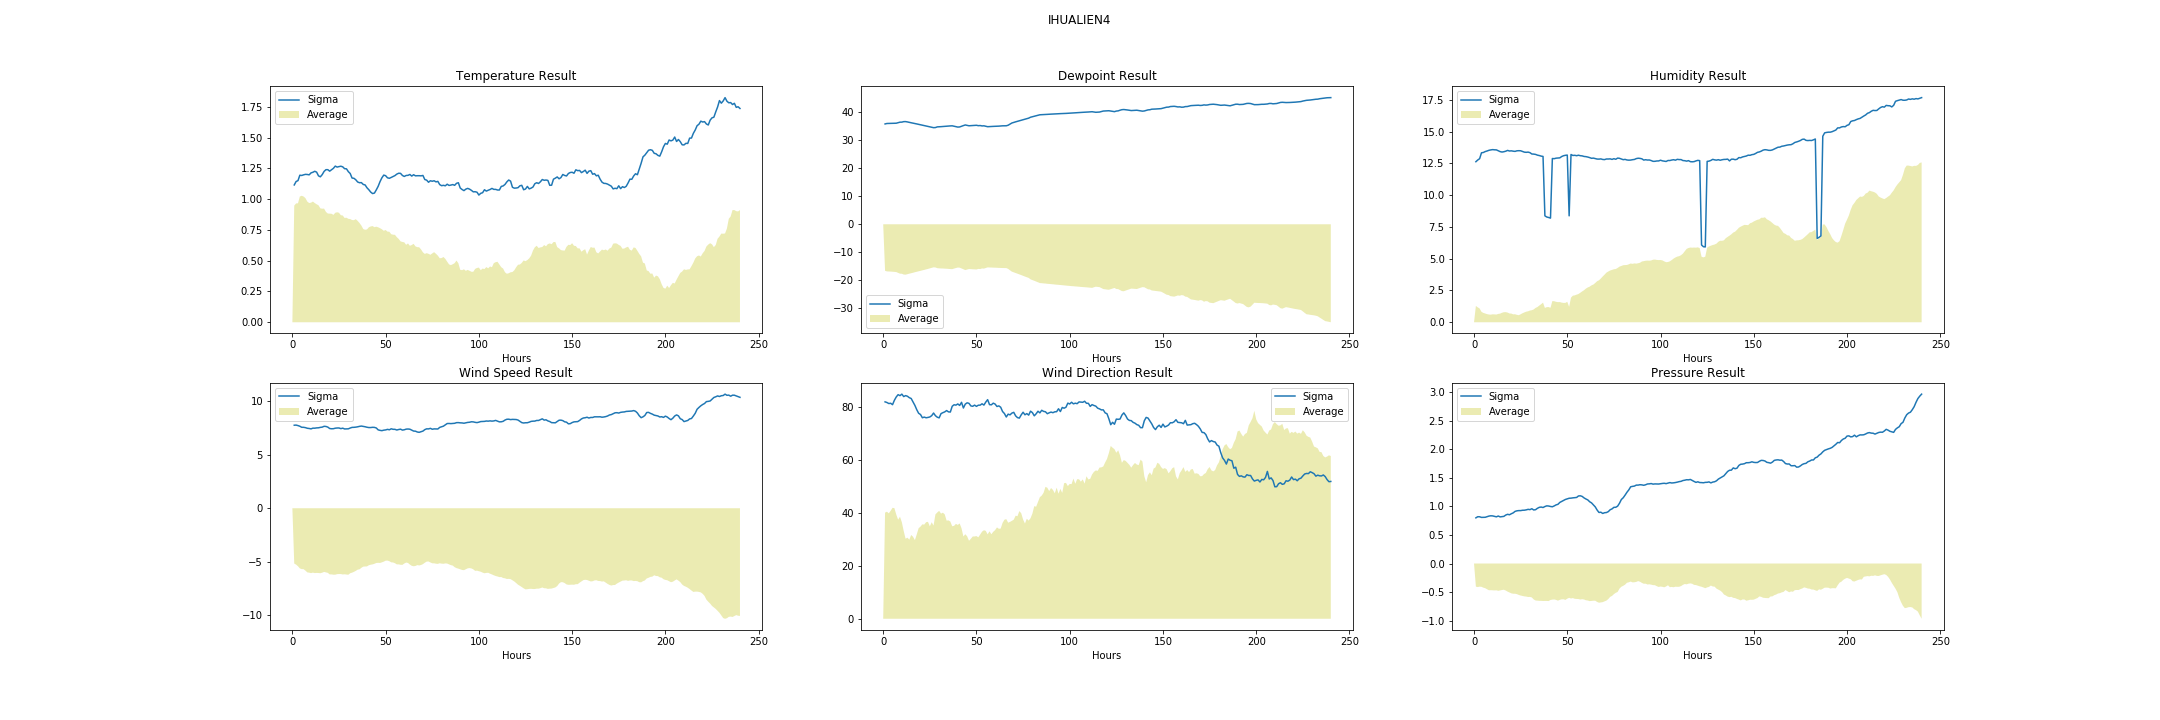 IHUALIEN4
Temperature Result
Sigma
Average
1.75
1.50
1.25
1.00
0.75
0.50
0.25
0.00
0 50 100 150 200 250
Hours
Dewpoint Result
40
30
20
10
0
−10
−20
−30
Sigma
Average
0 50 100 150 200 250
Hours
Humidity Result
Sigma
Average
17.5
15.0
12.5
10.0
7.5
5.0
2.5
0.0
0 50 100 150 200 250
Hours
Wind Speed Result
Sigma
Average
10
5
0
−5
−10
0 50 100 150 200 250
Hours
Wind Direction Result
Sigma
Average
80
60
40
20
0
0 50 100 150 200 250
Hours
Pressure Result
Sigma
Average
3.0
2.5
2.0
1.5
1.0
0.5
0.0
−0.5
−1.0
0 50 100 150 200 250
Hours